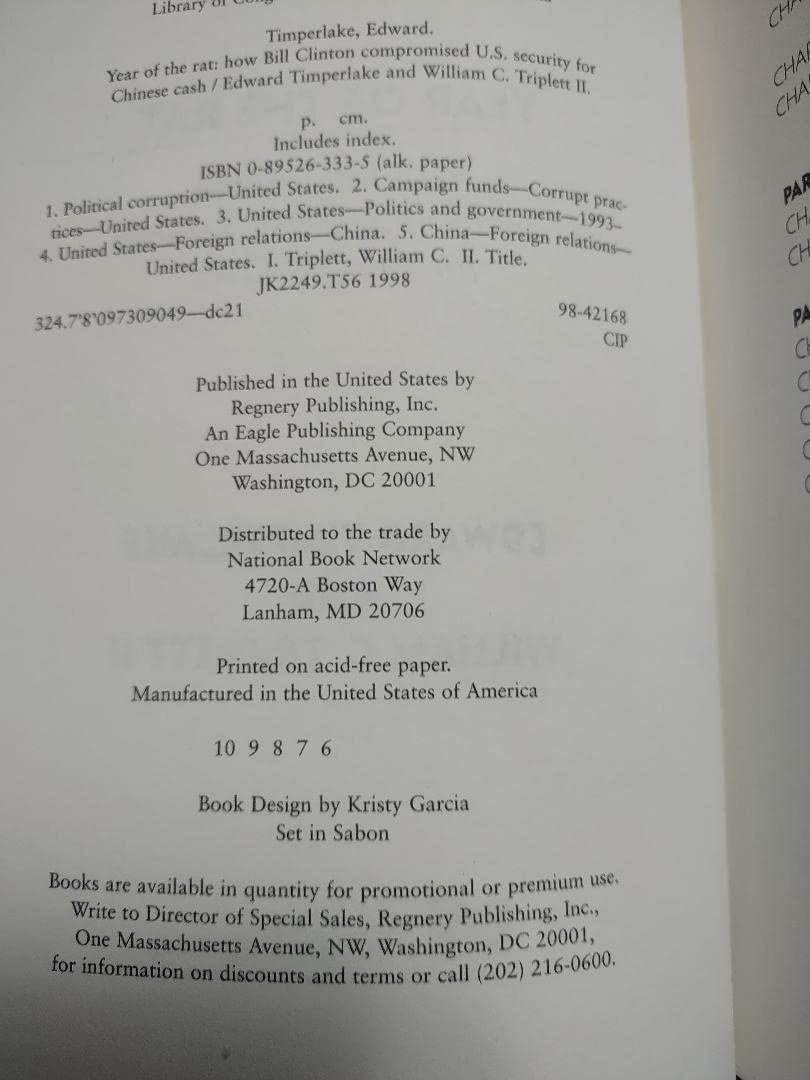 Library of
Timperlake, Edward.
Year of the rat: how Bill Clinton compromised U.S. security for
Chinese cash / Edward Timperlake and William C. Triplett II.
p. cm.
Includes index.
ISBN 0-89526-333-5 (alk. paper)
1. Political corruption—United States. 2. Campaign funds—Corrupt prac-
tices—United States. 3. United States—Politics and government—1993–
4. United States—Foreign relations—China. 5. China—Foreign relations—
United States. I. Triplett, William C. II. Title.
JK2249.T56 1998
324.7'8'097309049—dc21 98-42168
CIP
Published in the United States by
Regnery Publishing, Inc.
An Eagle Publishing Company
One Massachusetts Avenue, NW
Washington, DC 20001
Distributed to the trade by
National Book Network
4720-A Boston Way
Lanham, MD 20706
Printed on acid-free paper.
Manufactured in the United States of America
10 9 8 7 6
Book Design by Kristy Garcia
Set in Sabon
Books are available in quantity for promotional or premium use.
Write to Director of Special Sales, Regnery Publishing, Inc.,
One Massachusetts Avenue, NW, Washington, DC 20001,
for information on discounts and terms or call (202) 216-0600.